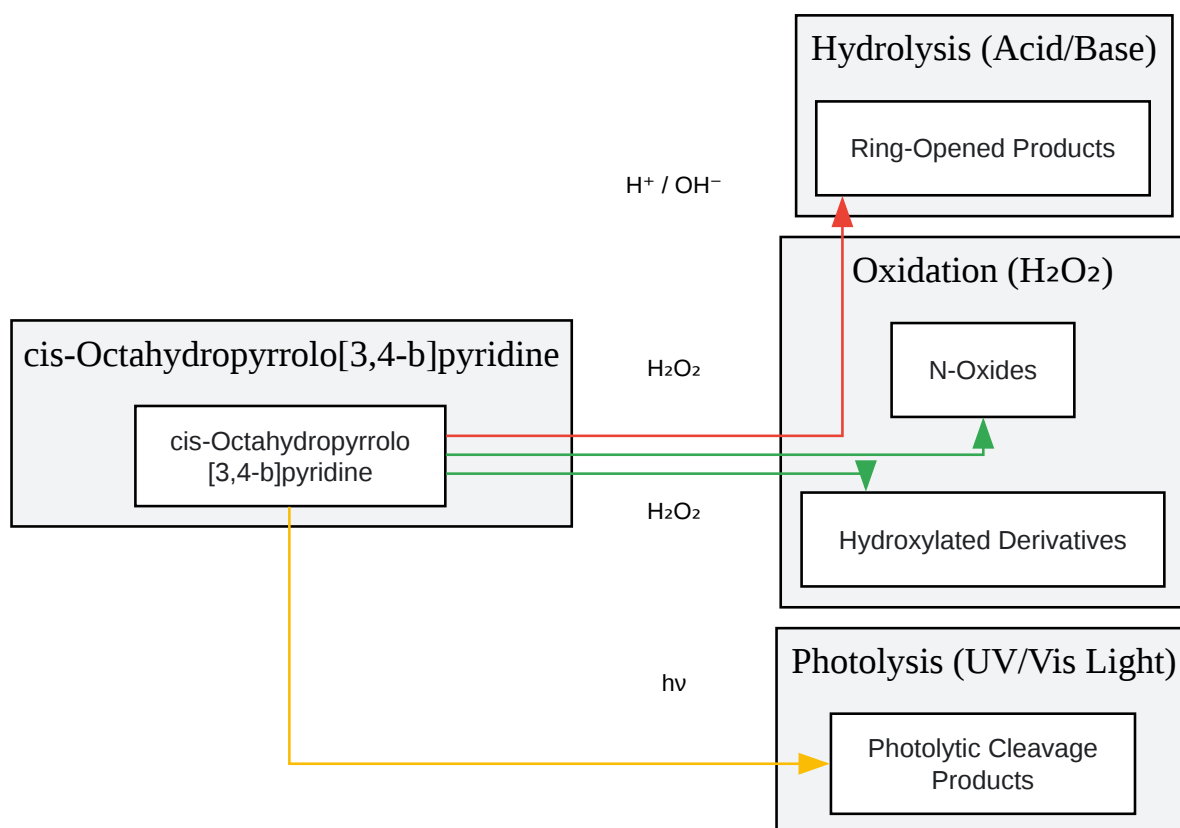 Hydrolysis (Acid/Base)
Ring-Opened Products
H⁺ / OH⁻
Oxidation (H₂O₂)
cis-Octahydropyrrolo[3,4-b]pyridine
H₂O₂
N-Oxides
cis-Octahydropyrrolo
[3,4-b]pyridine
H₂O₂
Hydroxylated Derivatives
Photolysis (UV/Vis Light)
hν
Photolytic Cleavage
Products